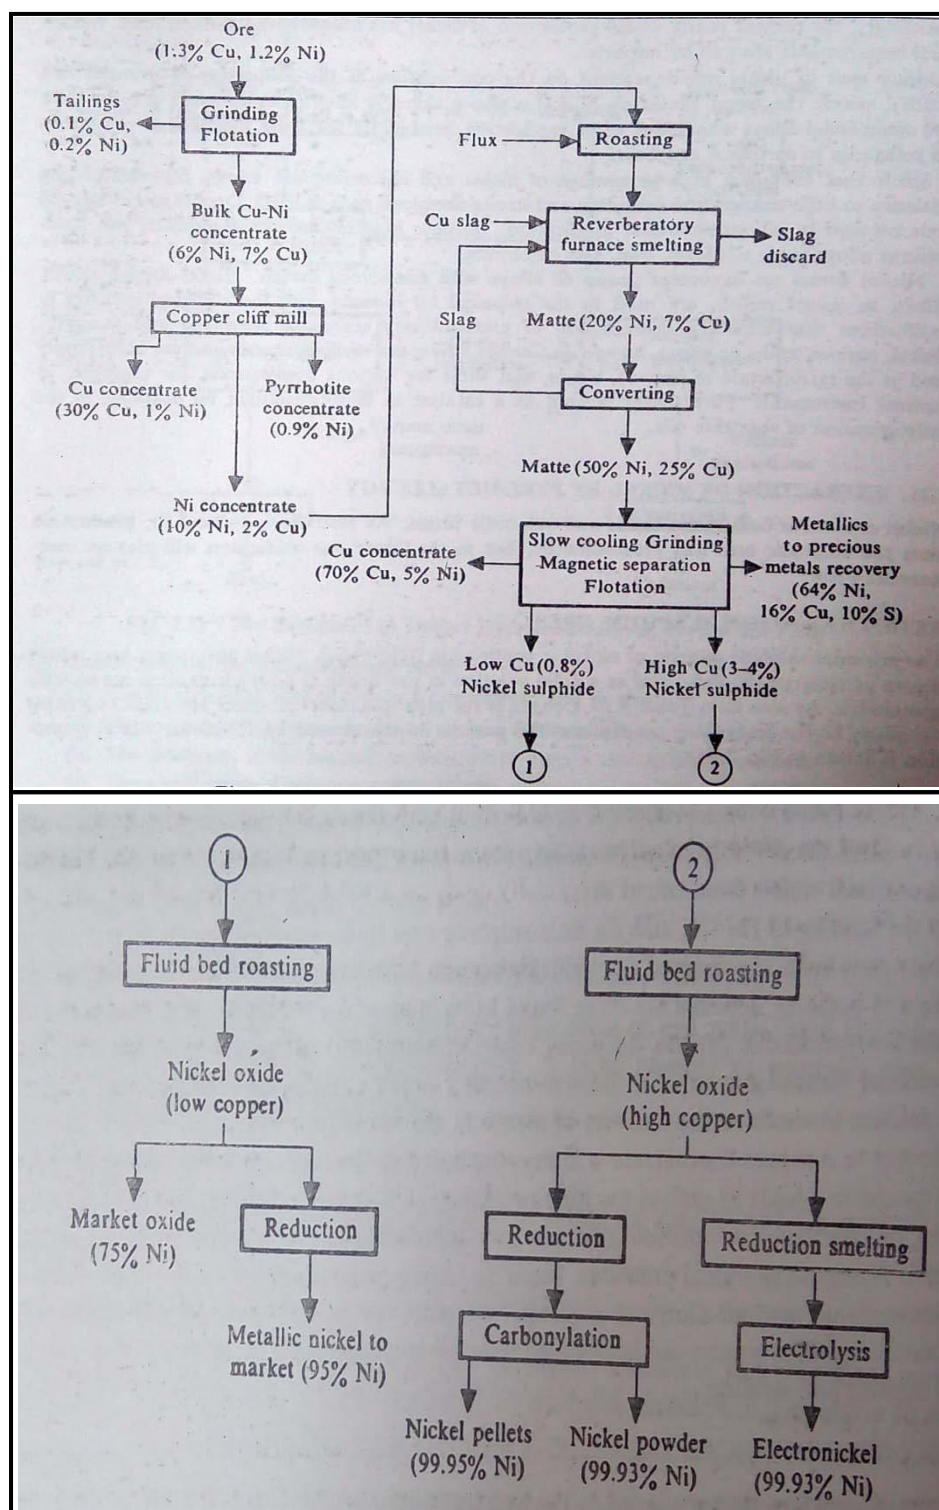 Ore
(1.3% Cu, 1.2% Ni)
Tailings
(0.1% Cu,
0.2% Ni)
Grinding
Flotation
Bulk Cu-Ni
concentrate
(6% Ni, 7% Cu)
Copper cliff mill
Cu concentrate
(30% Cu, 1% Ni)
Pyrrhotite
concentrate
(0.9% Ni)
Ni concentrate
(10% Ni, 2% Cu)
Flux
Roasting
Cu slag
Reverberatory
furnace smelting
Slag
discard
Slag
Matte (20% Ni, 7% Cu)
Converting
Matte (50% Ni, 25% Cu)
Cu concentrate
(70% Cu, 5% Ni)
Slow cooling Grinding
Magnetic separation
Flotation
Metallics
to precious
metals recovery
(64% Ni,
16% Cu, 10% S)
Low Cu (0.8%)
Nickel sulphide
High Cu (3-4%)
Nickel sulphide
1
2
1
2
Fluid bed roasting
Fluid bed roasting
Nickel oxide
(low copper)
Nickel oxide
(high copper)
Market oxide
(75% Ni)
Reduction
Reduction
Reduction smelting
Metallic nickel to
market (95% Ni)
Carbonylation
Electrolysis
Nickel pellets
(99.95% Ni)
Nickel powder
(99.93% Ni)
Electronickel
(99.93% Ni)